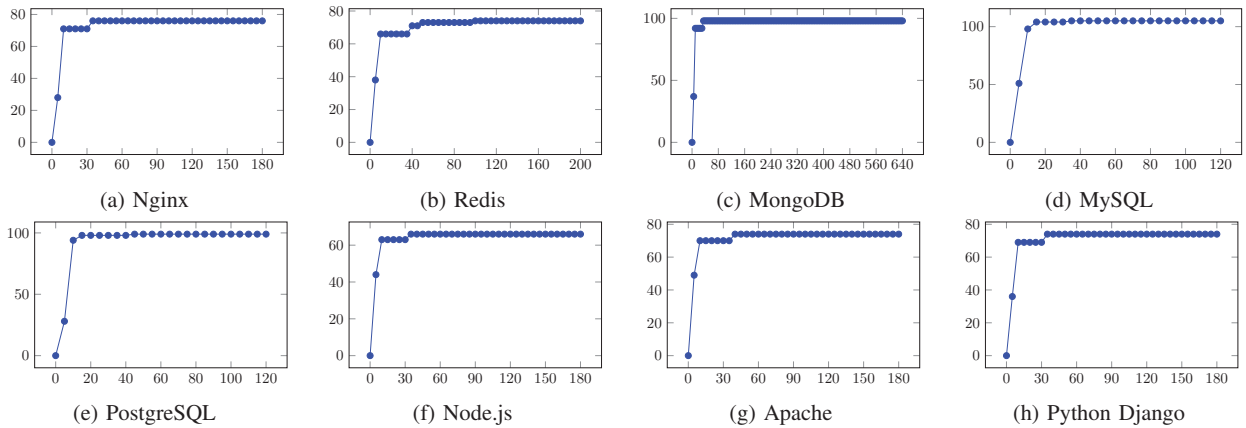 80
60
40
20
0
0 30 60 90 120 150 180
(a) Nginx
80
60
40
20
0
0 40 80 120 160 200
(b) Redis
100
50
0
0 80 160 240 320 400 480 560 640
(c) MongoDB
100
50
0
0 20 40 60 80 100 120
(d) MySQL
100
50
0
0 20 40 60 80 100 120
(e) PostgreSQL
60
40
20
0
0 30 60 90 120 150 180
(f) Node.js
80
60
40
20
0
0 30 60 90 120 150 180
(g) Apache
80
60
40
20
0
0 30 60 90 120 150 180
(h) Python Django